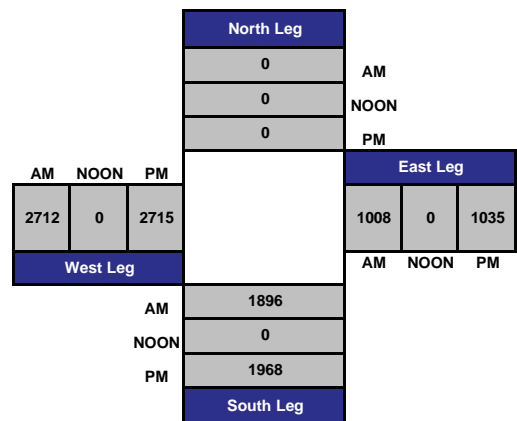 North Leg
0 AM
0 NOON
0 PM
East Leg
AM NOON PM
2712 0 2715
1008 0 1035
West Leg
AM NOON PM
AM 1896
NOON 0
PM 1968
South Leg